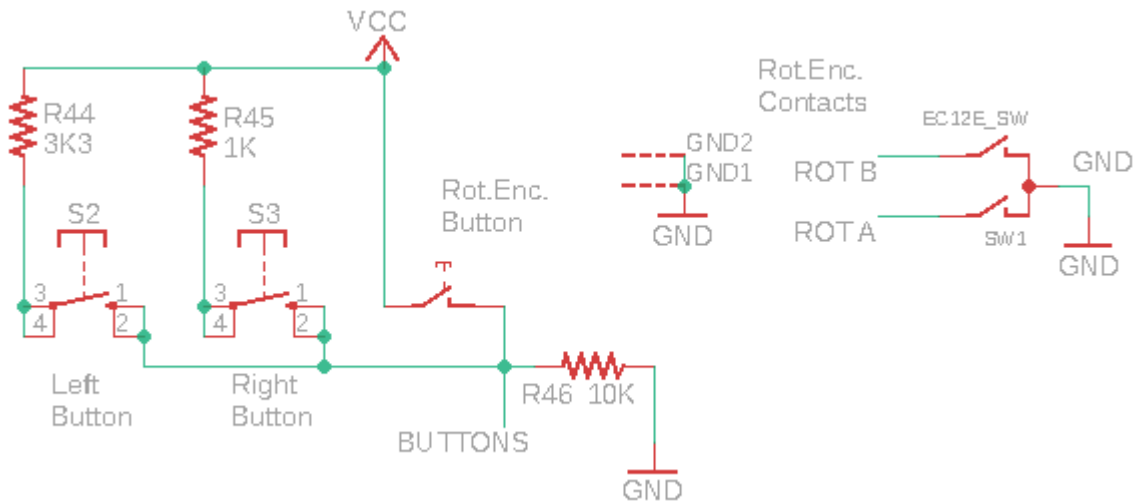 VCC
R44
3K3
R45
1K
S2
S3
3
1
4
2
3
1
4
2
Left
Button
Right
Button
Rot.Enc.
Button
R46 10K
BUTTONS
GND
GND2
GND1
GND
Rot.Enc.
Contacts
EC12E_SW
ROT B
GND
ROT A
SW1
GND